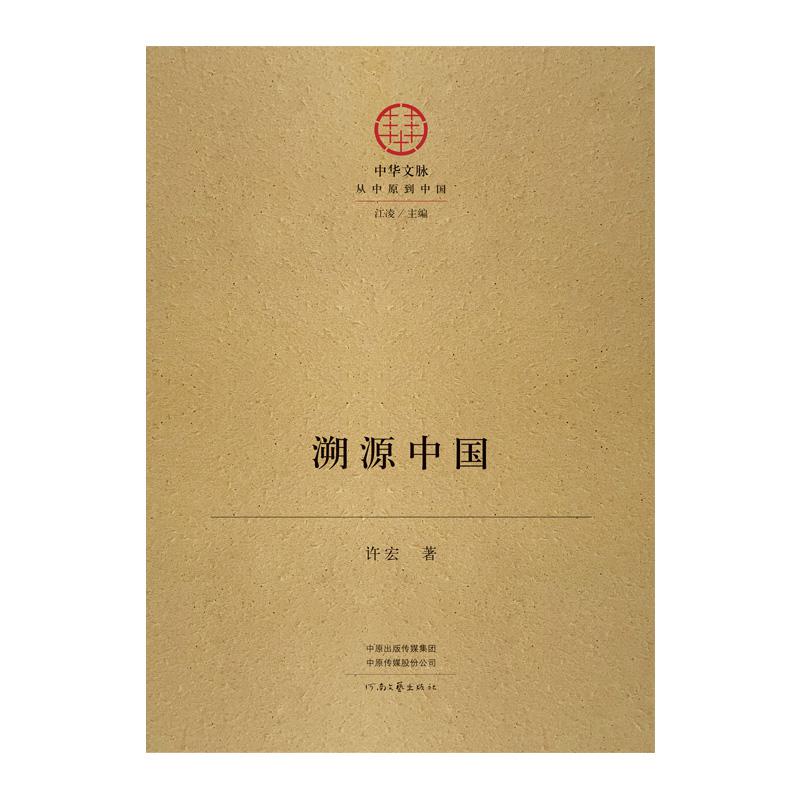 中华文脉
从中原到中国
江凌／主编
溯源中国
许宏 著
中原出版传媒集团
中原传媒股份公司
河南文艺出版社